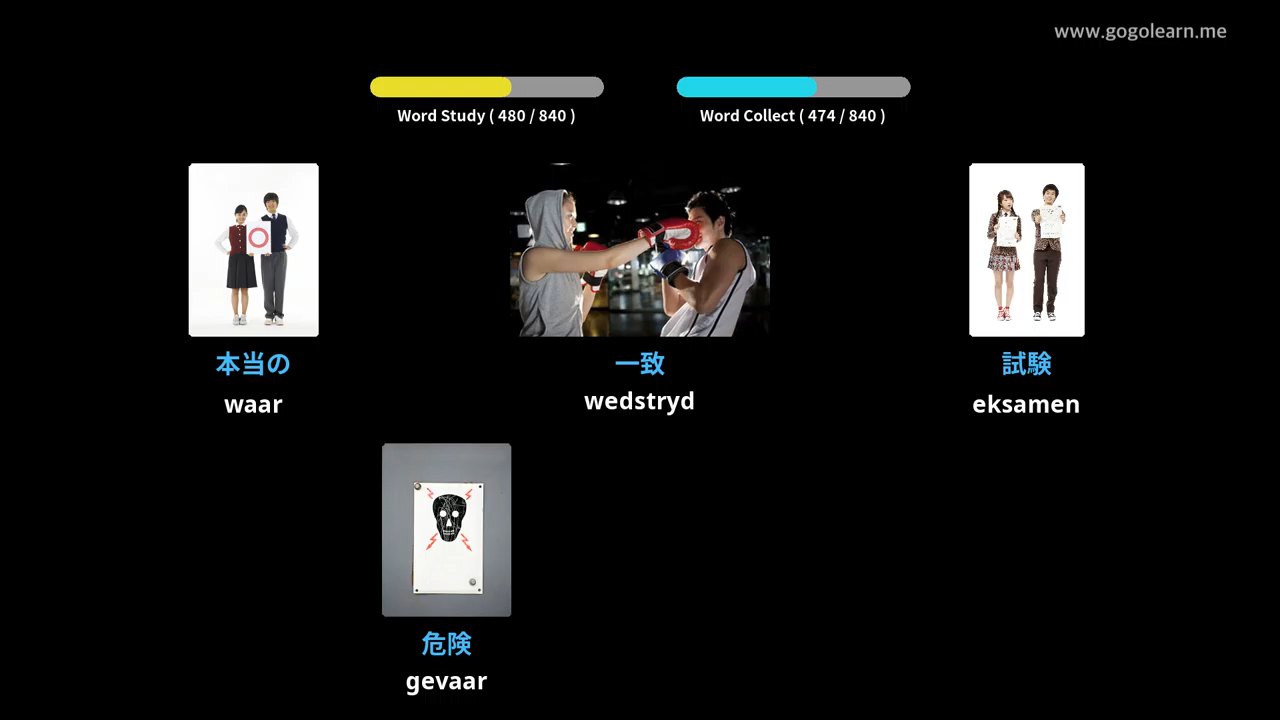 www.gogolearn.me
Word Study ( 480 / 840 )
Word Collect ( 474 / 840 )
本当の
waar
一致
wedstryd
試験
eksamen
危険
gevaar